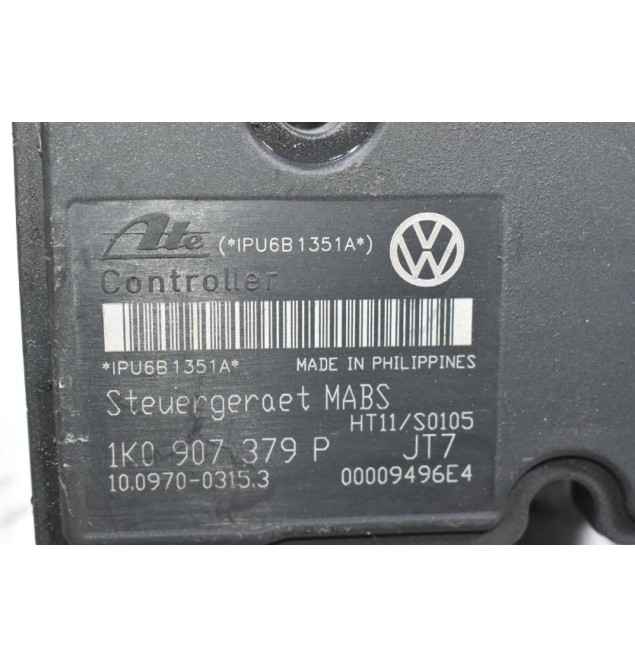 Ate (*IPU6B1351A*) VW
Controller
*IPU6B1351A* MADE IN PHILIPPINES
Steuergeraet MABS
HT11/S0105
1K0 907 379 P JT7
10.0970-0315.3 00009496E4